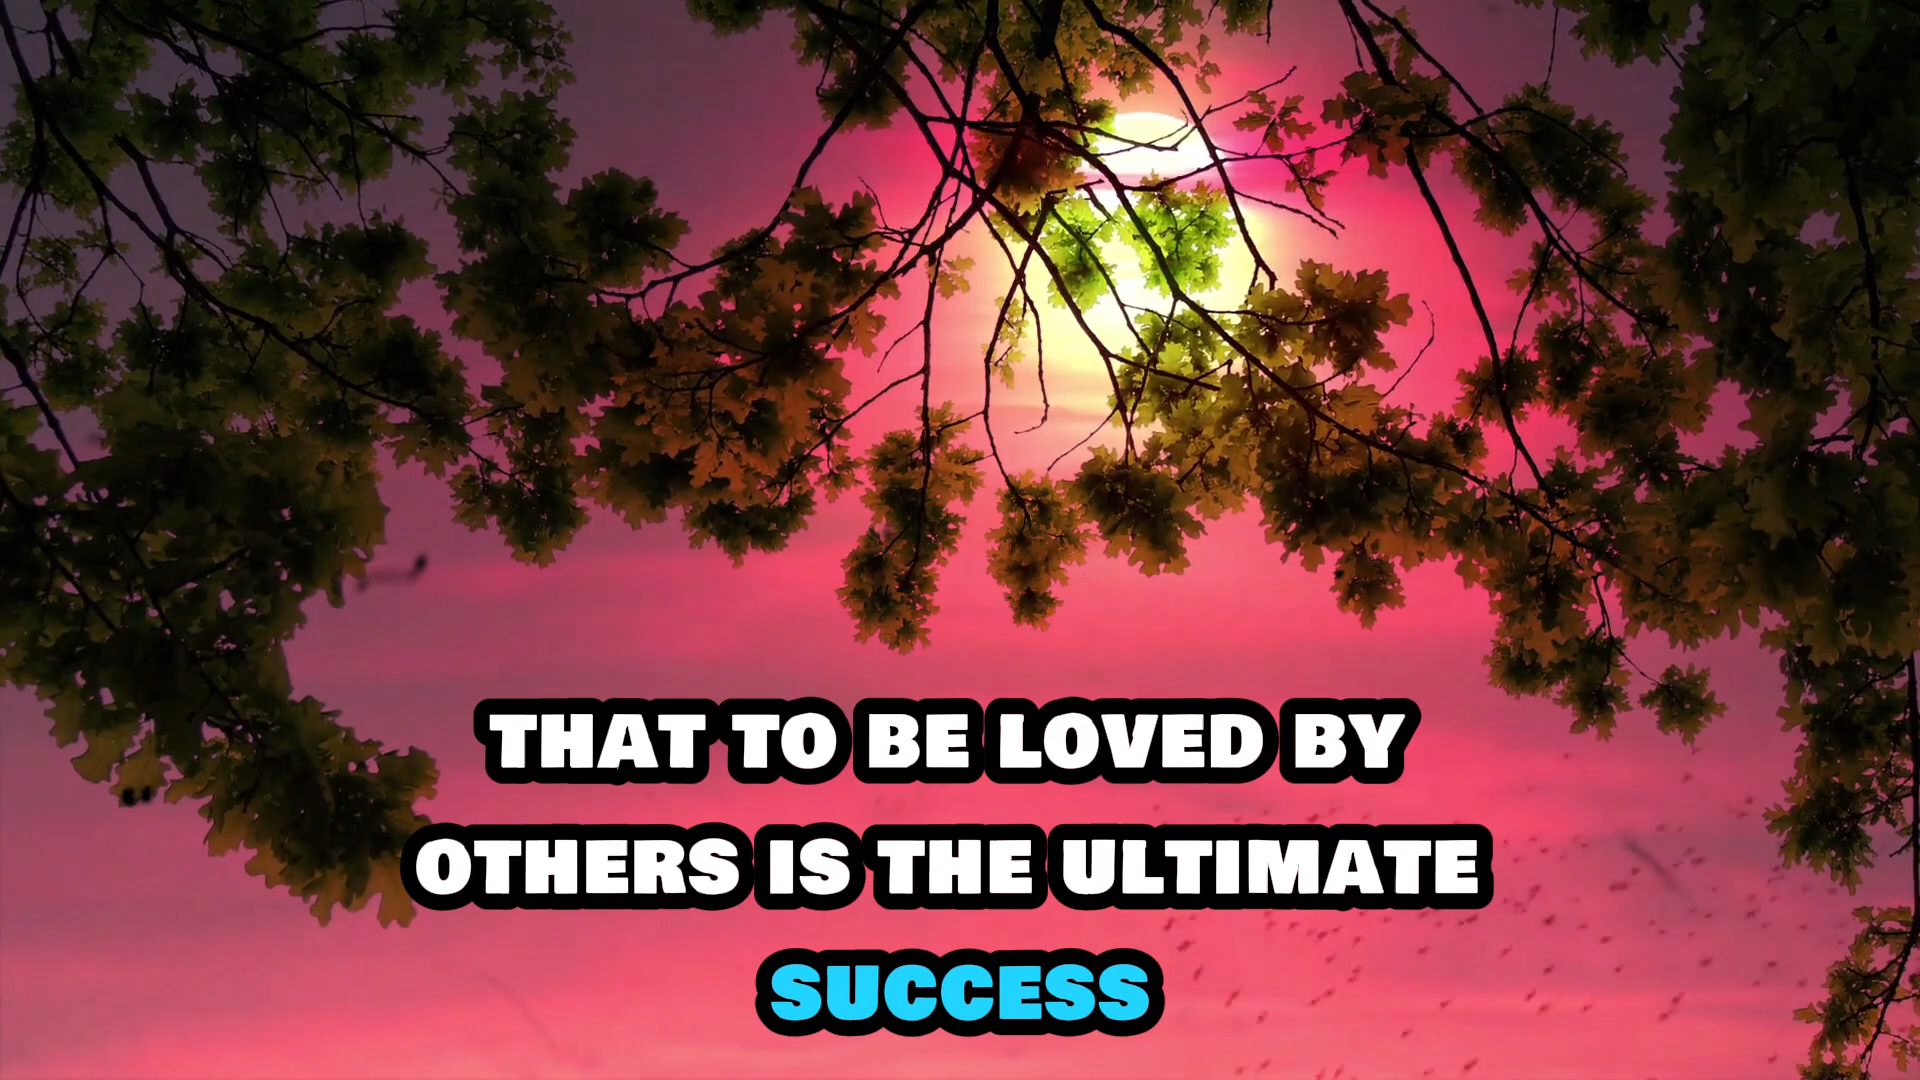 THAT TO BE LOVED BY
OTHERS IS THE ULTIMATE
SUCCESS